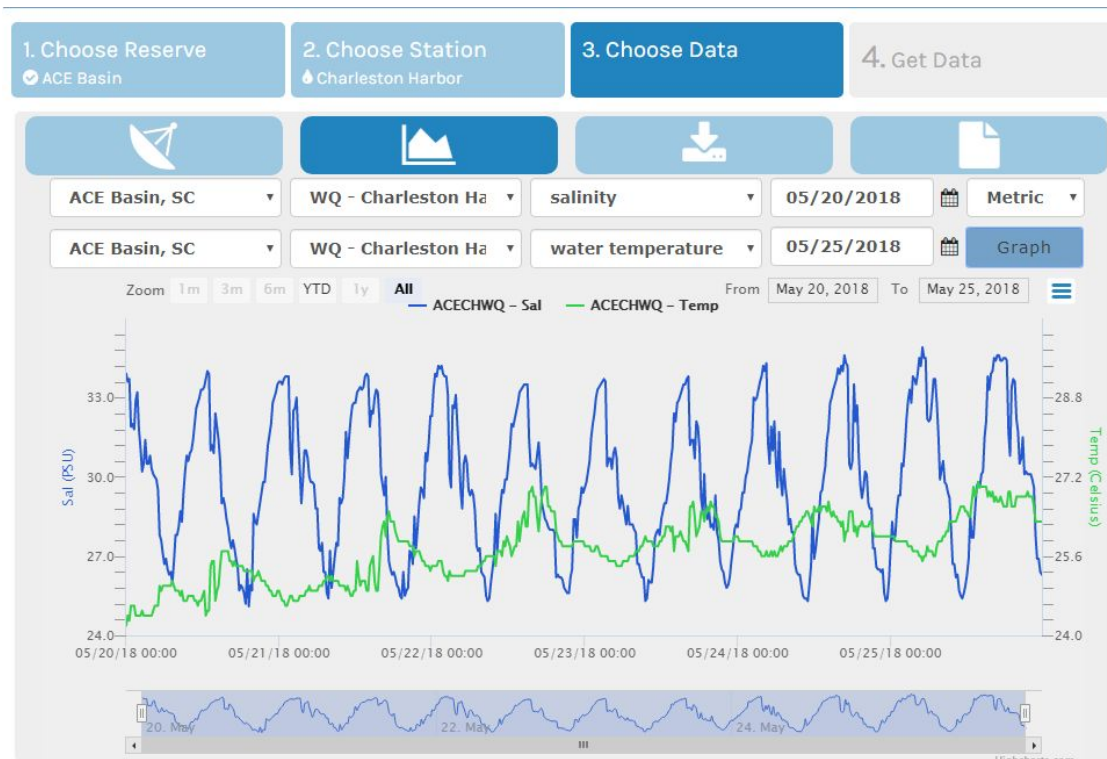 1. Choose Reserve
ACE Basin
2. Choose Station
Charleston Harbor
3. Choose Data
4. Get Data
ACE Basin, SC
WQ - Charleston Ha
salinity
05/20/2018
Metric
ACE Basin, SC
WQ - Charleston Ha
water temperature
05/25/2018
Graph
Zoom 1m 3m 6m YTD 1y All
From May 20, 2018 To May 25, 2018
ACECHWQ – Sal
ACECHWQ – Temp
Sal (PSU)
33.0
30.0
27.0
24.0
28.8
27.2
25.6
24.0
Temp (Celsius)
05/20/18 00:00
05/21/18 00:00
05/22/18 00:00
05/23/18 00:00
05/24/18 00:00
05/25/18 00:00
20. May
22. May
24. May